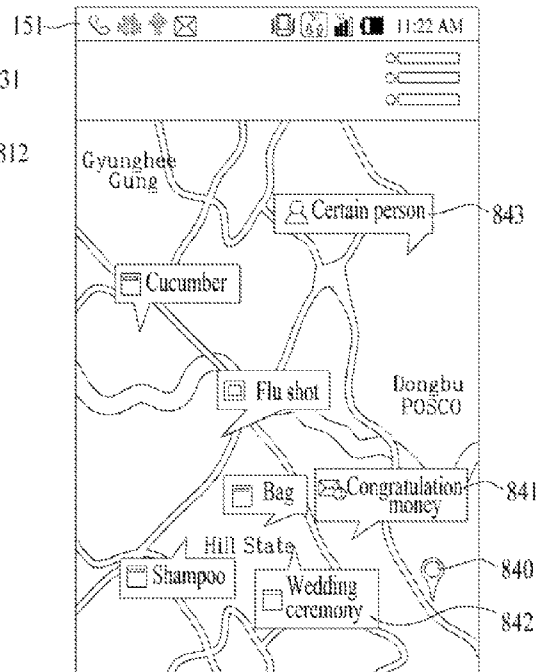 151
11:22 AM
31
812
Gyunghee
Gung
Certain person
843
Cucumber
Flu shot
Dongbu
POSCO
Bag
Congratulation
money
841
Hill State
Shampoo
Wedding
ceremony
840
842